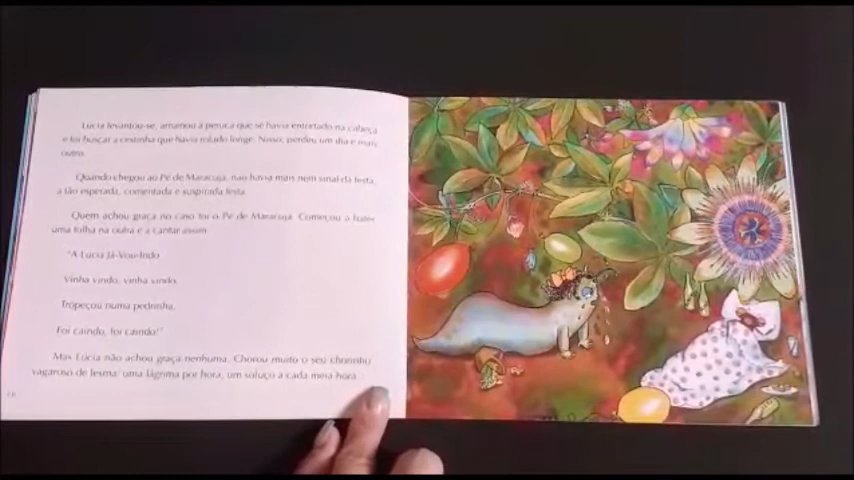 Lucia levantou-se, arrumou a peruca que se havia entortado na cabeça
e foi buscar a cestinha que havia rolado longe. Nisso, perdeu um dia e mais
outro.
Quando chegou ao Pé de Maracujá, não havia mais nem sinal da festa,
a tão esperada, comentada e suspirada festa.
Quem achou graça no caso foi o Pé de Maracujá. Começou a bater
uma folha na outra e a cantar assim:
"A Lucia Já-Vou-Indo
Vinha vindo, vinha vindo.
Tropeçou numa pedrinha,
Foi caindo, foi caindo!"
Mas Lucia não achou graça nenhuma. Chorou muito o seu chorinho
vagaroso de lesma: uma lágrima por hora, um soluço a cada meia hora.